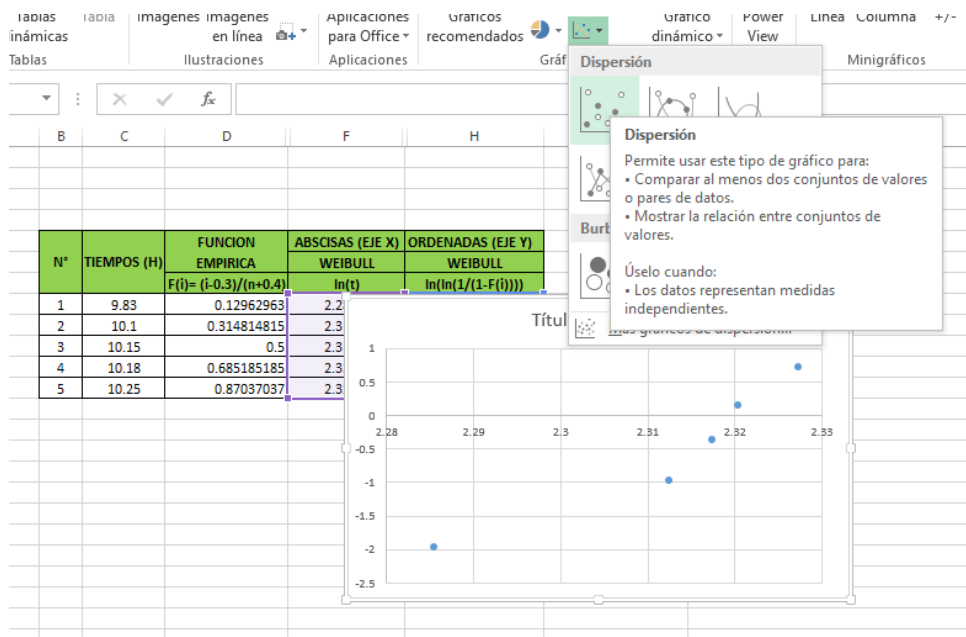 Tablas Tabla Imágenes Imágenes Aplicaciones Gráficos Gráfico Power Línea Columna +/-
dinámicas en línea para Office recomendados dinámico View
Tablas Ilustraciones Aplicaciones Gráf Minigráficos
Dispersión
fx
B C D F H
Dispersión
Permite usar este tipo de gráfico para:
• Comparar al menos dos conjuntos de valores
o pares de datos.
• Mostrar la relación entre conjuntos de
valores.
Úselo cuando:
• Los datos representan medidas
independientes.
Burb
Más gráficos de dispersión...
N° TIEMPOS (H) FUNCION EMPIRICA ABSCISAS (EJE X) ORDENADAS (EJE Y)
WEIBULL WEIBULL
F(i)= (i-0.3)/(n+0.4) ln(t) ln(ln(1/(1-F(i))))
1 9.83 0.12962963 2.2
2 10.1 0.314814815 2.3
3 10.15 0.5 2.3
4 10.18 0.685185185 2.3
5 10.25 0.87037037 2.3
Títul
1
0.5
0
2.28 2.29 2.3 2.31 2.32 2.33
-0.5
-1
-1.5
-2
-2.5